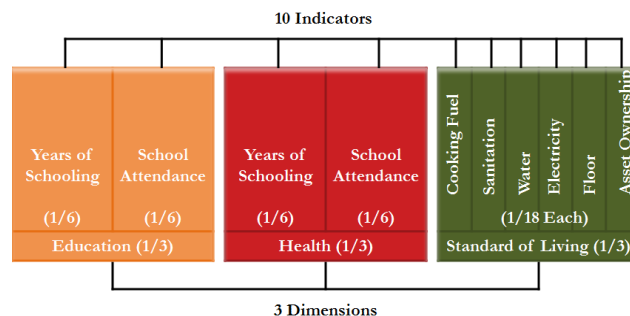 10 Indicators
Years of
Schooling
School
Attendance
(1/6)
(1/6)
Education (1/3)
Years of
Schooling
School
Attendance
(1/6)
(1/6)
Health (1/3)
Cooking Fuel
Sanitation
Water
Electricity
Floor
Asset Ownership
(1/18 Each)
Standard of Living (1/3)
3 Dimensions